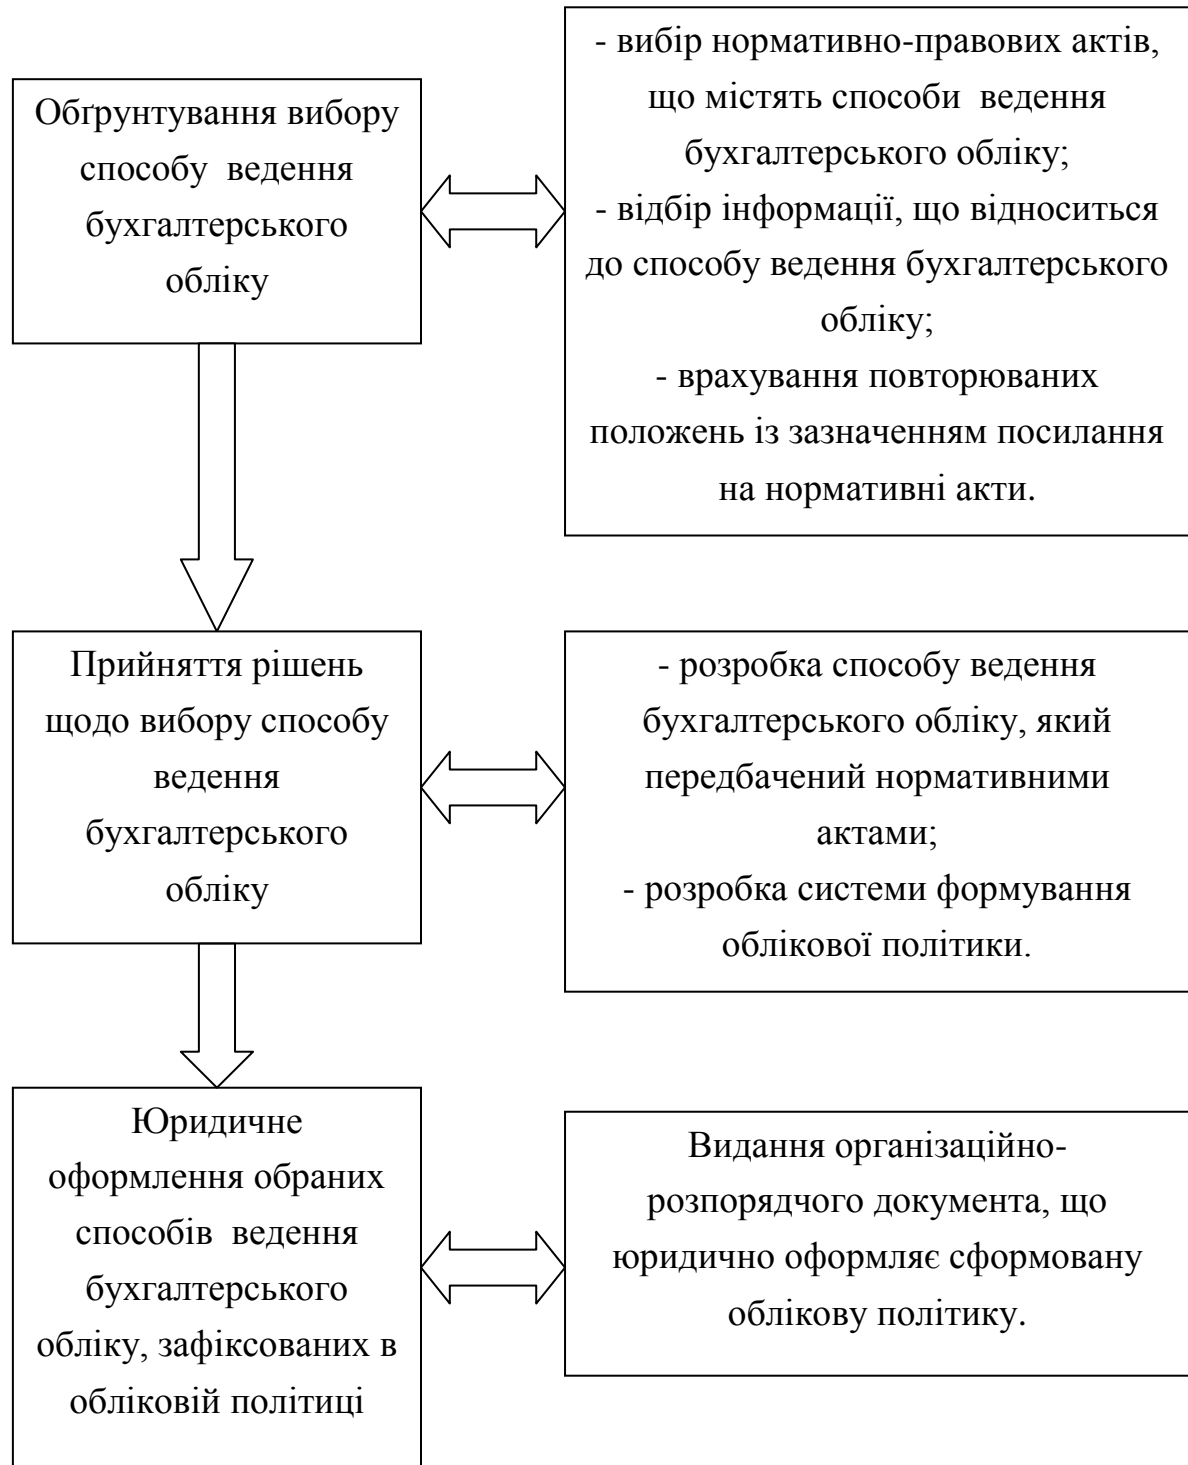 Обґрунтування вибору
способу ведення
бухгалтерського
обліку
- вибір нормативно-правових актів,
що містять способи ведення
бухгалтерського обліку;
- відбір інформації, що відноситься
до способу ведення бухгалтерського
обліку;
- врахування повторюваних
положень із зазначенням посилання
на нормативні акти.
Прийняття рішень
щодо вибору способу
ведення
бухгалтерського
обліку
- розробка способу ведення
бухгалтерського обліку, який
передбачений нормативними
актами;
- розробка системи формування
облікової політики.
Юридичне
оформлення обраних
способів ведення
бухгалтерського
обліку, зафіксованих в
обліковій політиці
Видання організаційно-
розпорядчого документа, що
юридично оформляє сформовану
облікову політику.